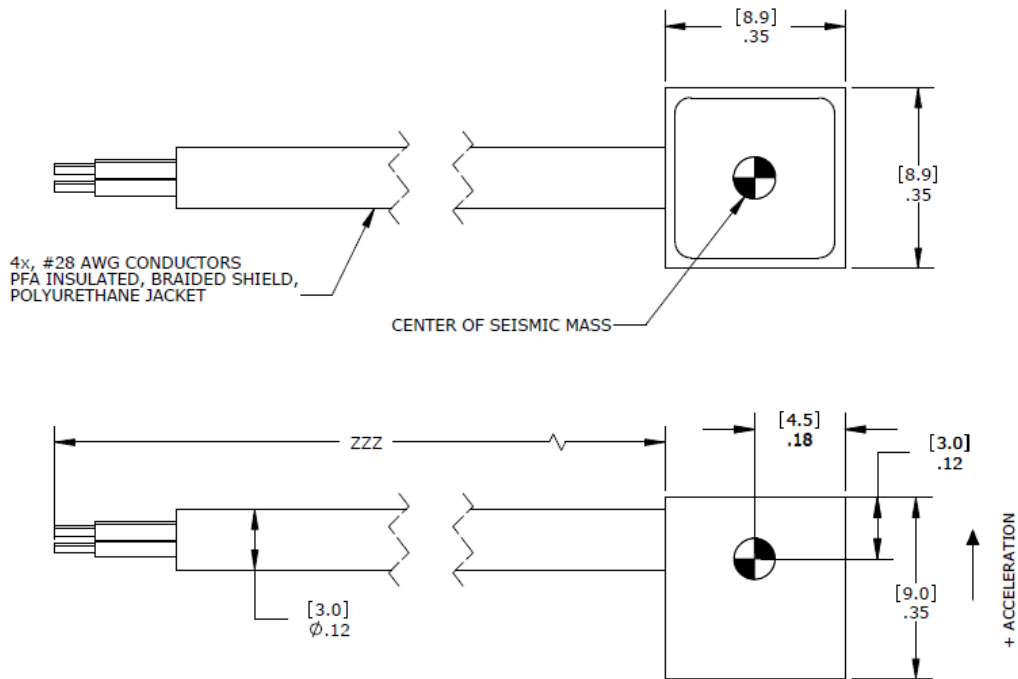 [8.9]
.35
[8.9]
.35
4x, #28 AWG CONDUCTORS
PFA INSULATED, BRAIDED SHIELD,
POLYURETHANE JACKET
CENTER OF SEISMIC MASS
ZZZ
[4.5]
.18
[3.0]
.12
[3.0]
Ø.12
[9.0]
.35
+ ACCELERATION